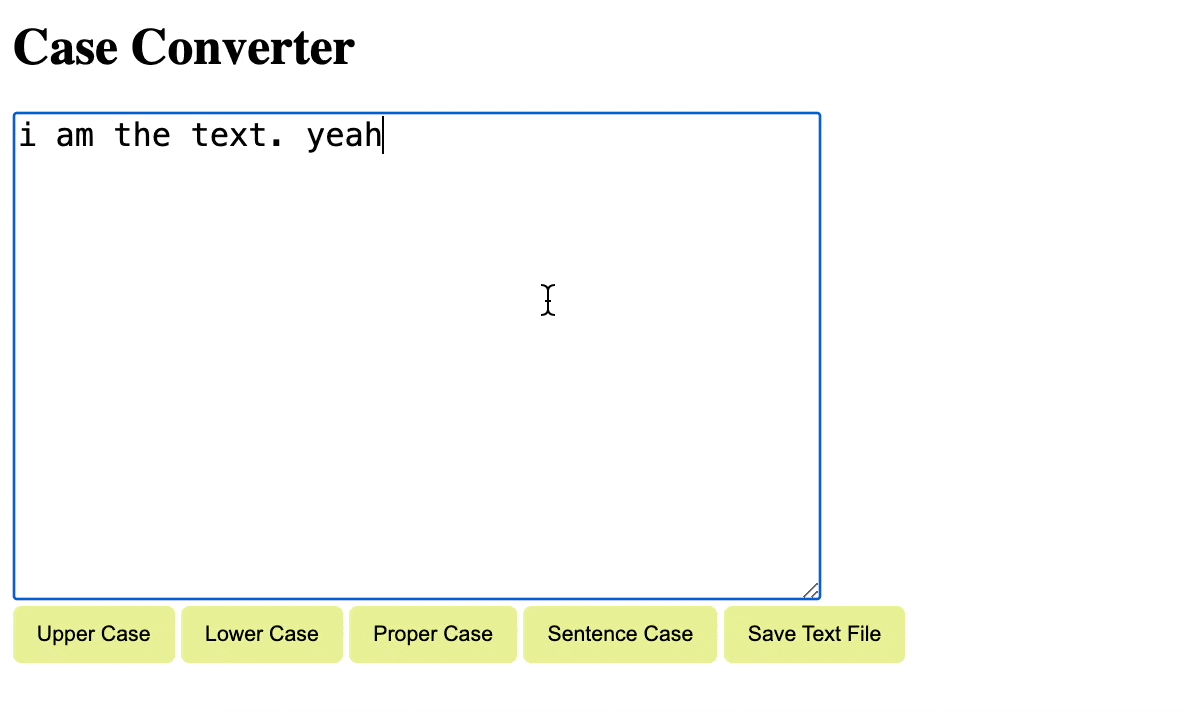 Case Converter
i am the text. yeah
Upper Case Lower Case Proper Case Sentence Case Save Text File